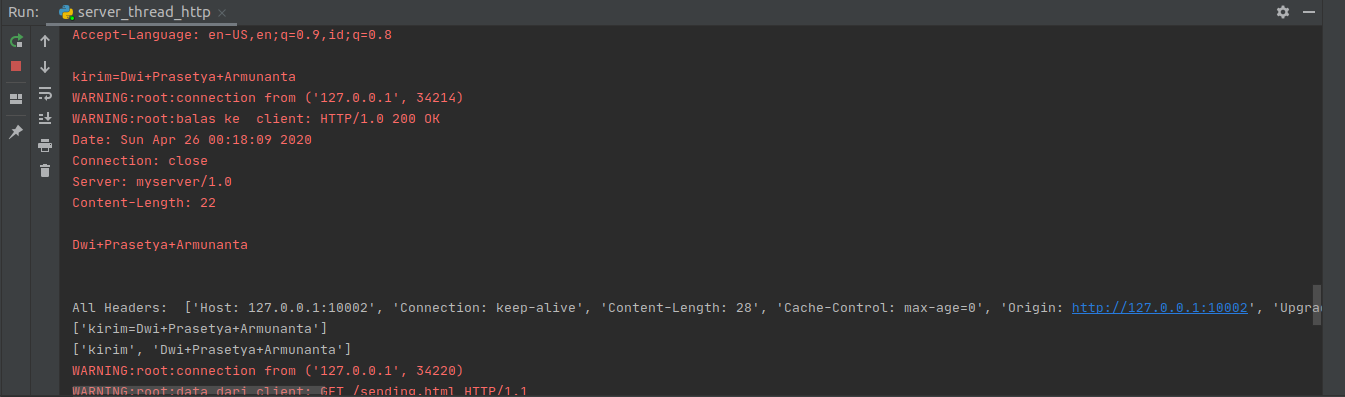 Run: server_thread_http
Accept-Language: en-US,en;q=0.9,id;q=0.8
kirim=Dwi+Prasetya+Armunanta
WARNING:root:connection from ('127.0.0.1', 34214)
WARNING:root:balas ke  client: HTTP/1.0 200 OK
Date: Sun Apr 26 00:18:09 2020
Connection: close
Server: myserver/1.0
Content-Length: 22
Dwi+Prasetya+Armunanta
All Headers:  ['Host: 127.0.0.1:10002', 'Connection: keep-alive', 'Content-Length: 28', 'Cache-Control: max-age=0', 'Origin: http://127.0.0.1:10002', 'Upgra
['kirim=Dwi+Prasetya+Armunanta']
['kirim', 'Dwi+Prasetya+Armunanta']
WARNING:root:connection from ('127.0.0.1', 34220)
WARNING:root:data dari client: GET /sending.html HTTP/1.1